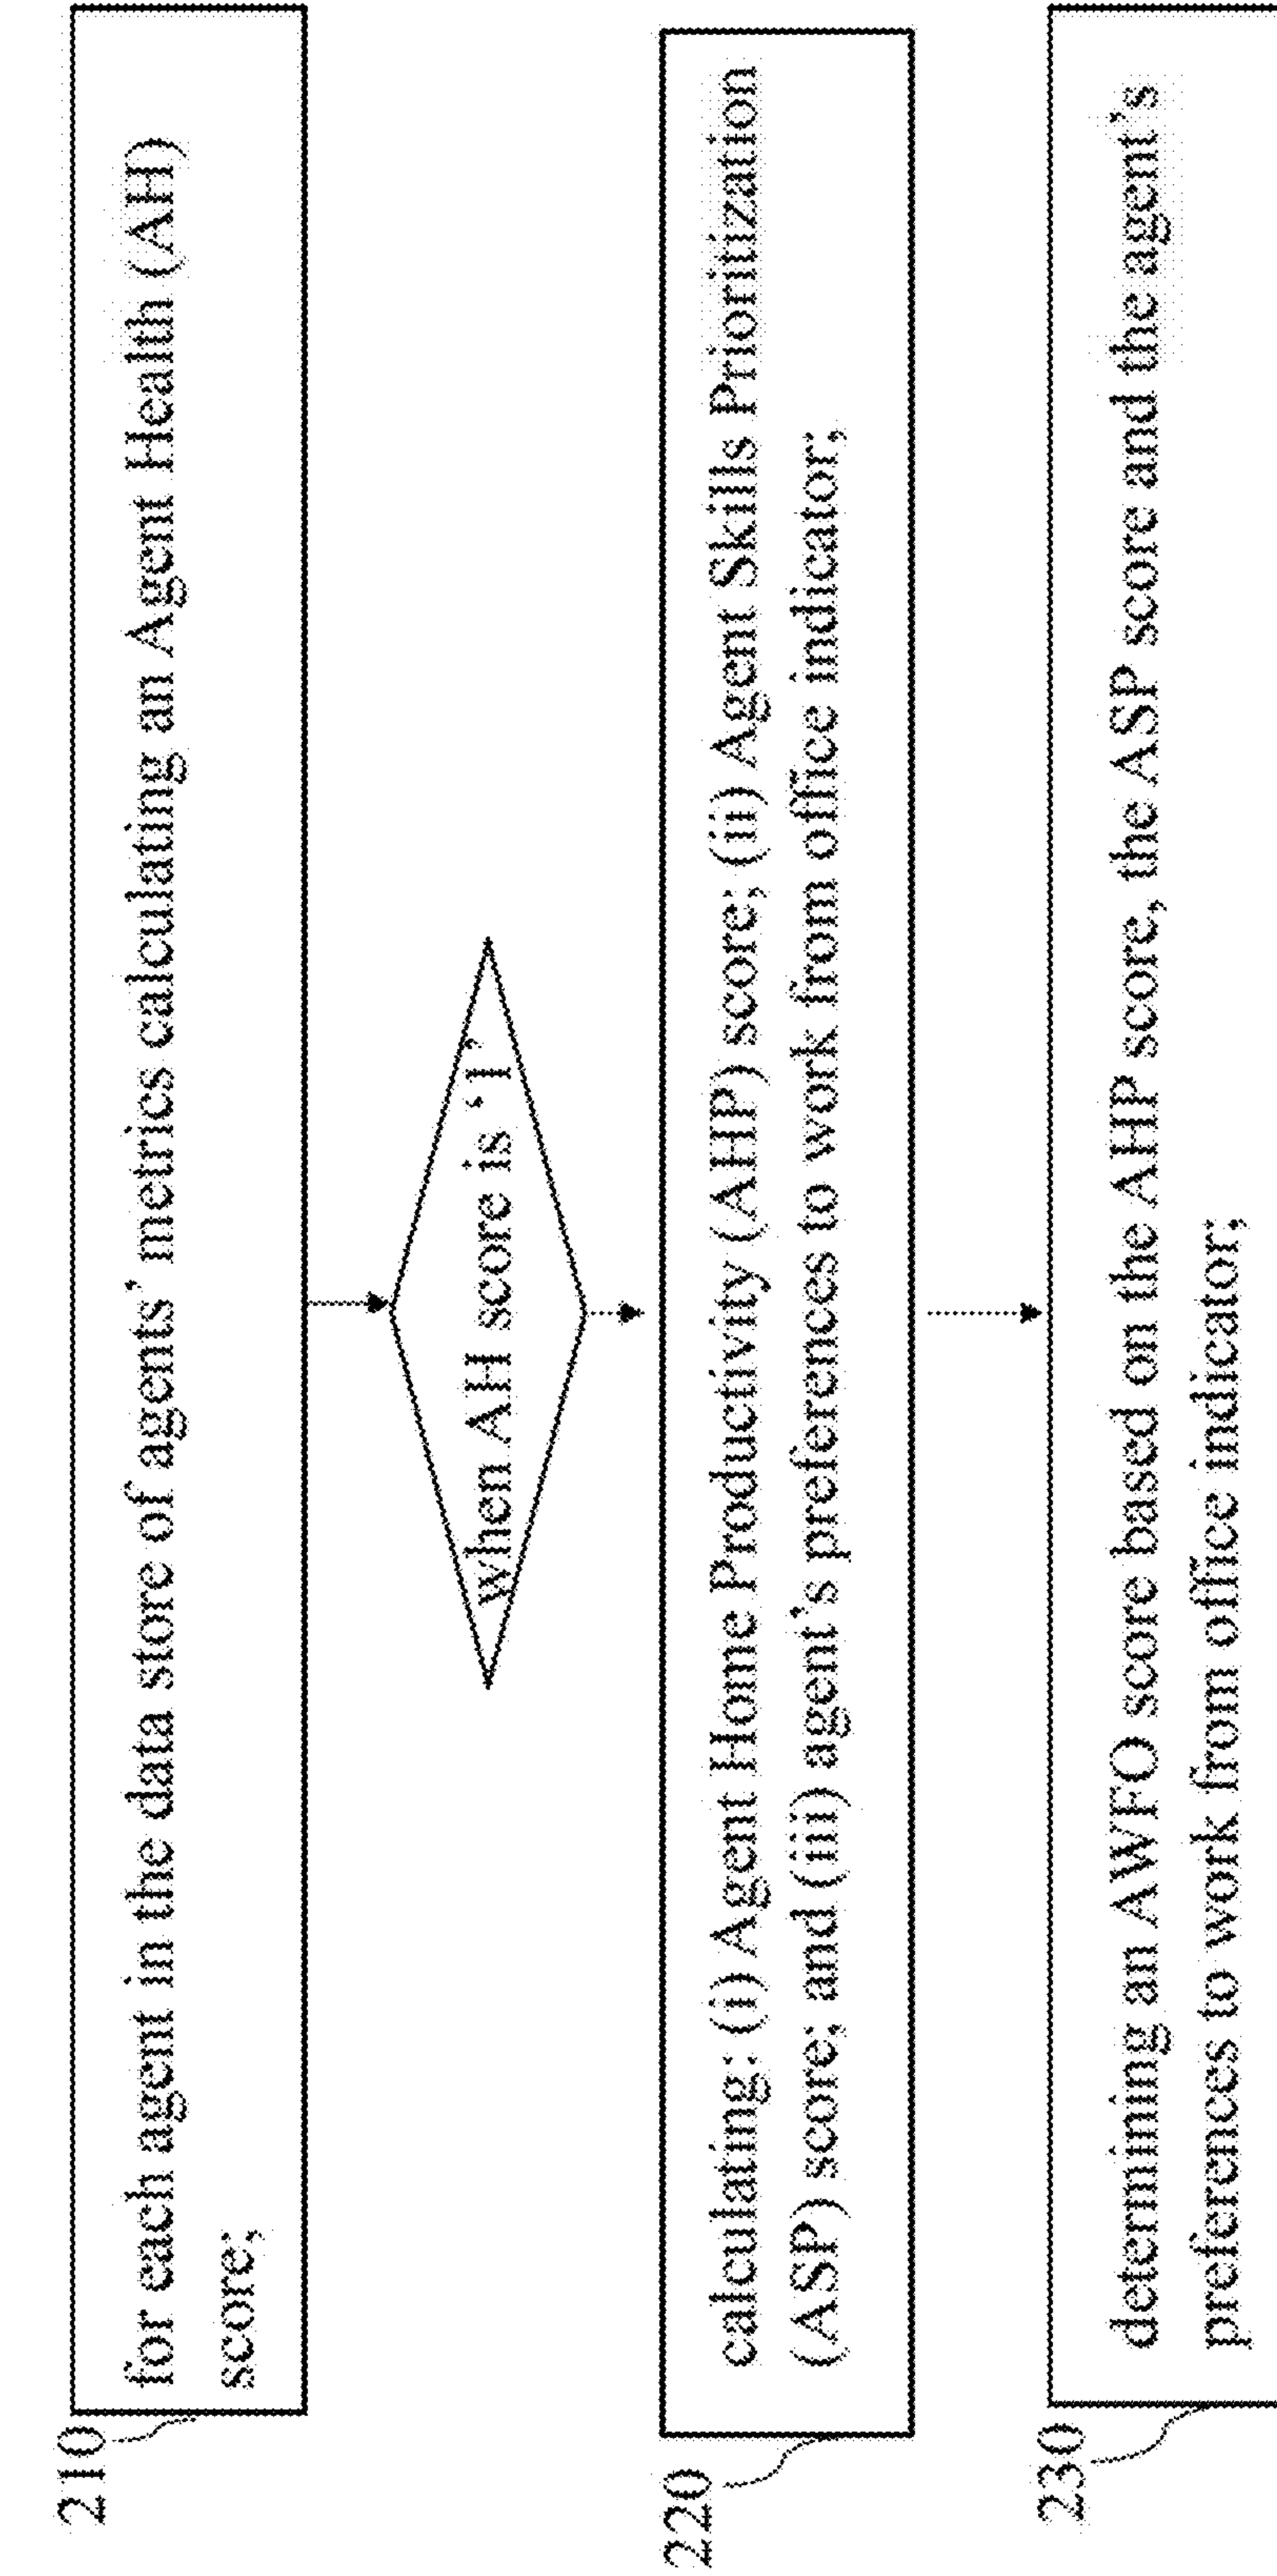 210
for each agent in the data store of agents’ metrics calculating an Agent Health (AH)
score;
when AH score is ‘1’
220
calculating: (i) Agent Home Productivity (AHP) score; (ii) Agent Skills Prioritization
(ASP) score; and (iii) agent’s preferences to work from office indicator;
230
determining an AWFO score based on the AHP score, the ASP score and the agent’s
preferences to work from office indicator;